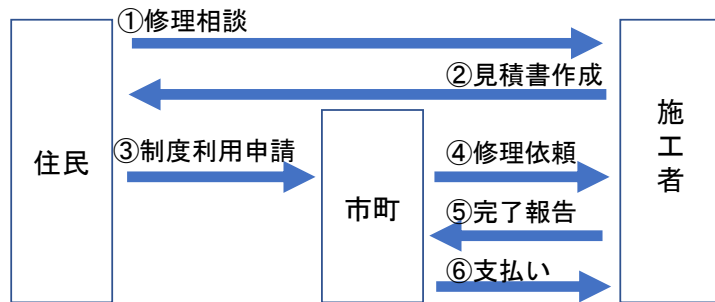 ①修理相談
②見積書作成
住民
③制度利用申請
市町
④修理依頼
⑤完了報告
⑥支払い
施工者